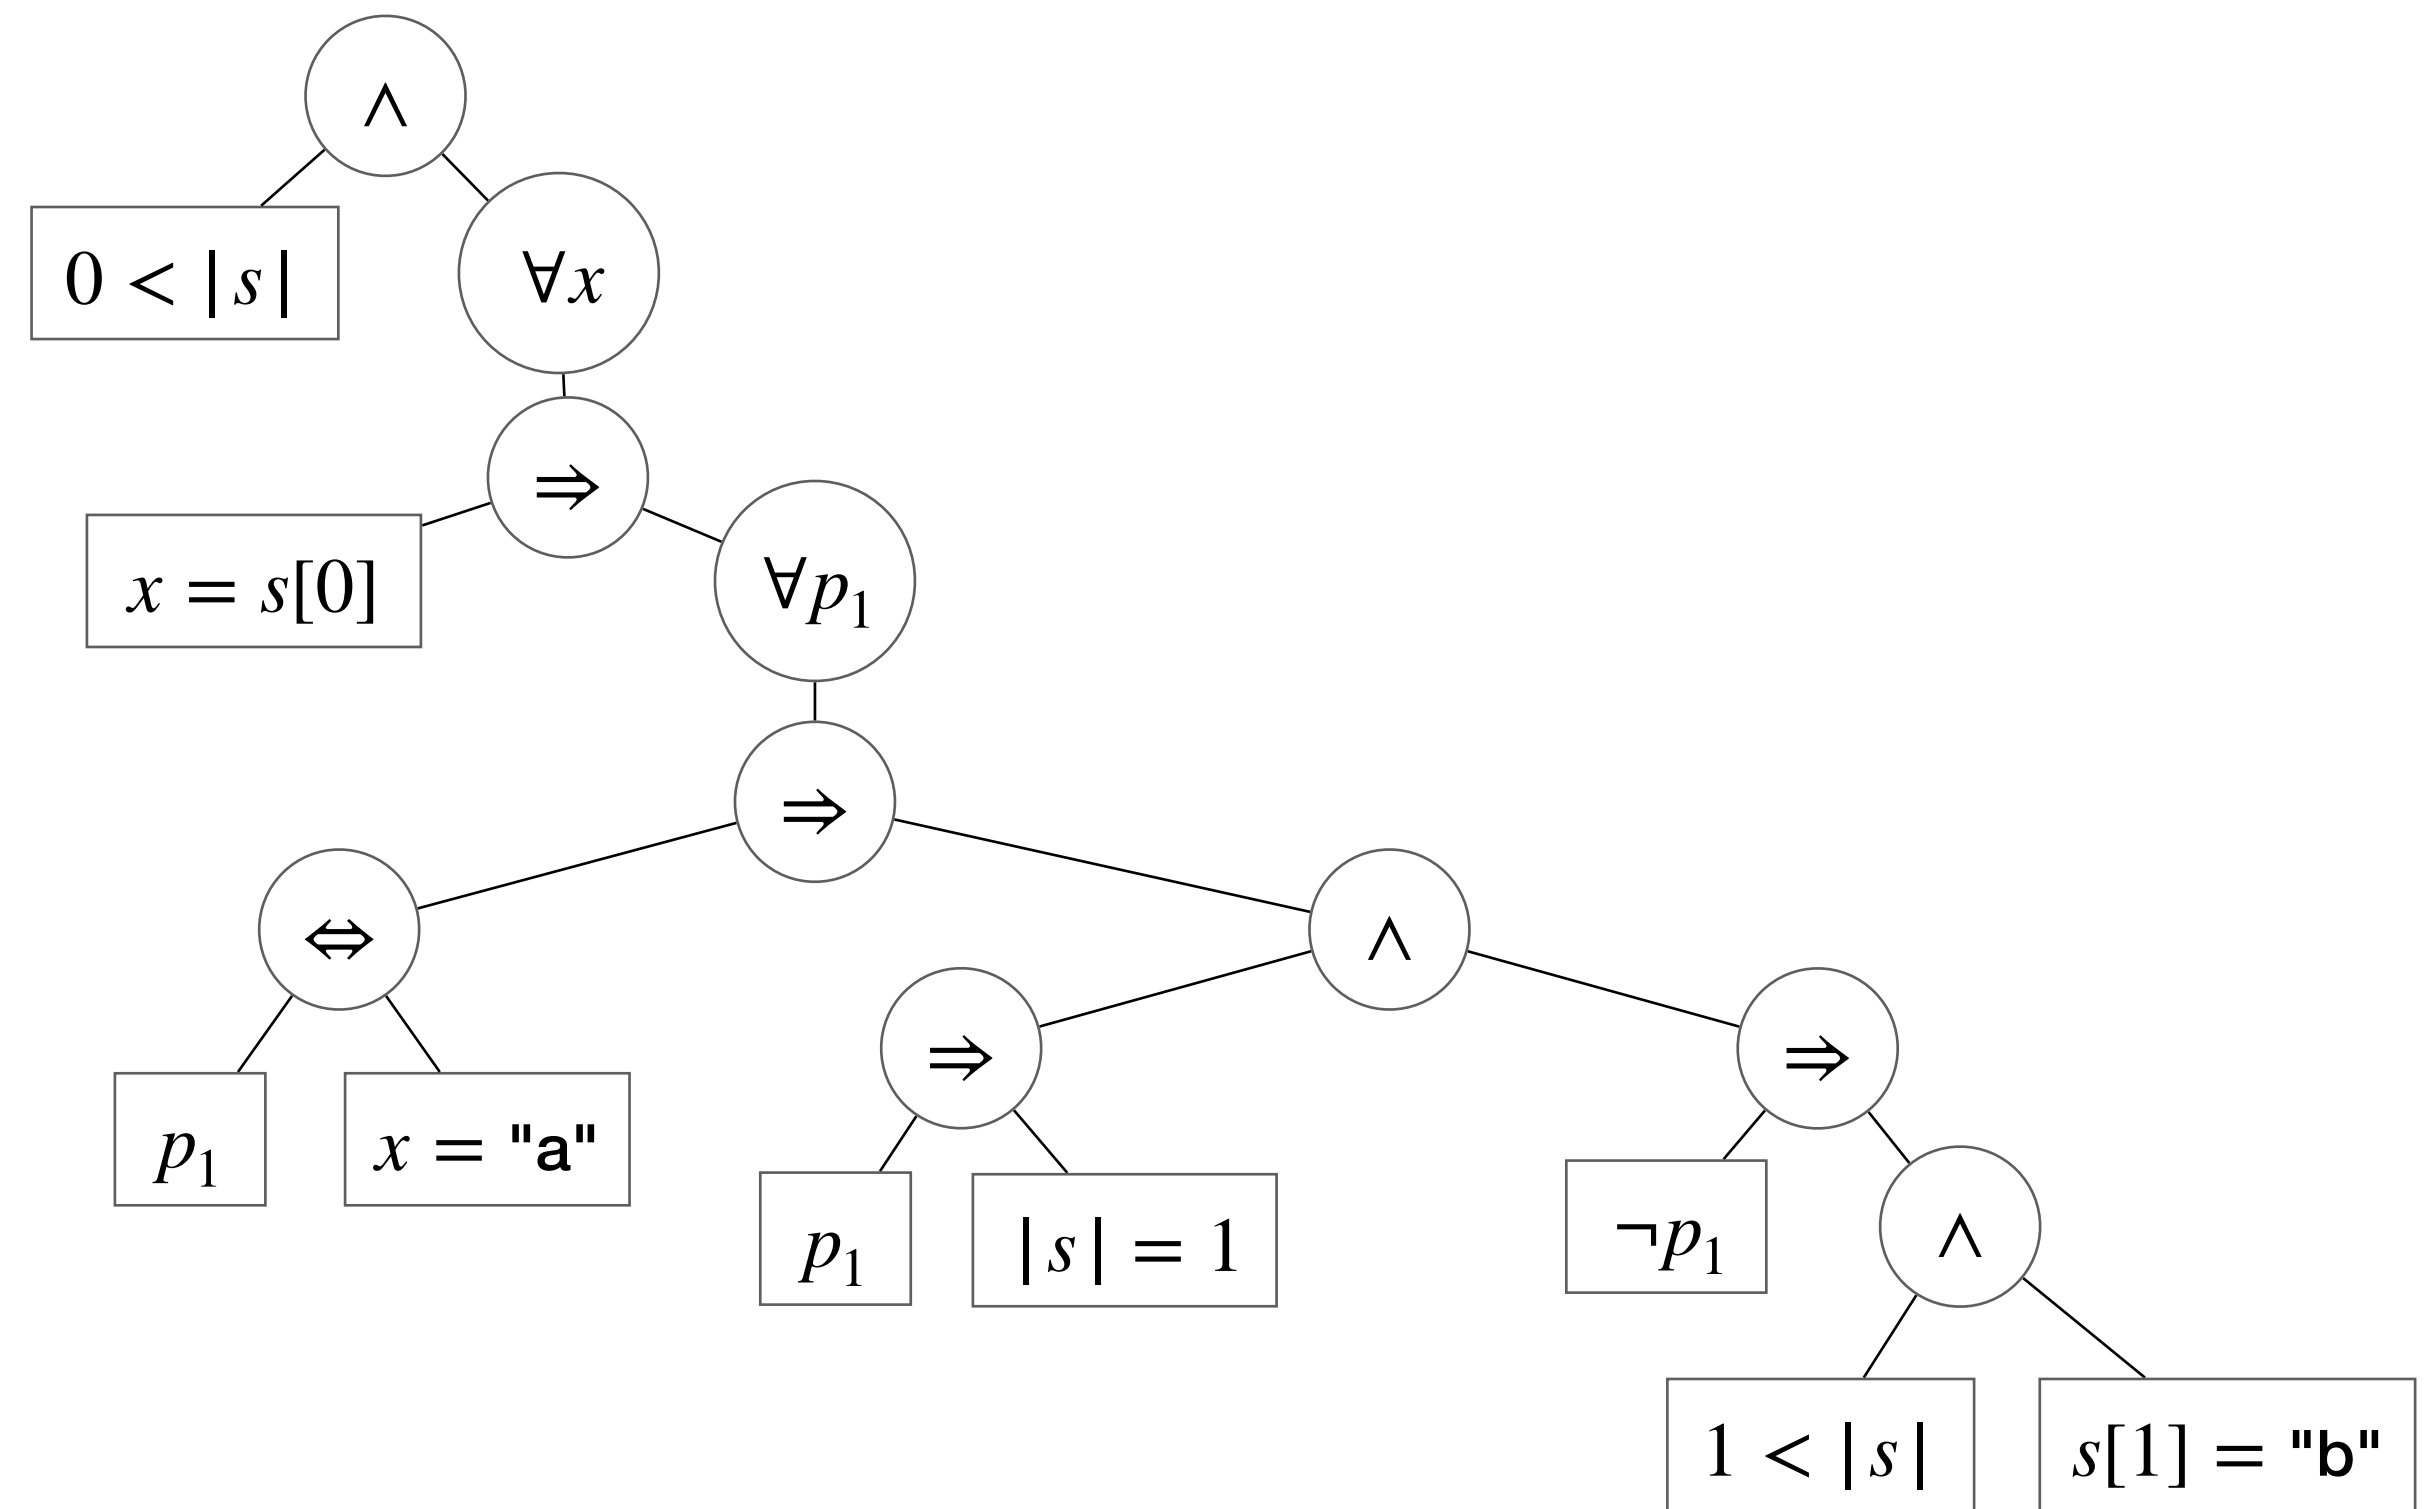 ∧
0 < |s|
∀x
⇒
x = s[0]
∀p₁
⇒
⇔
∧
p₁
x = "a"
⇒
⇒
p₁
|s| = 1
¬p₁
∧
1 < |s|
s[1] = "b"